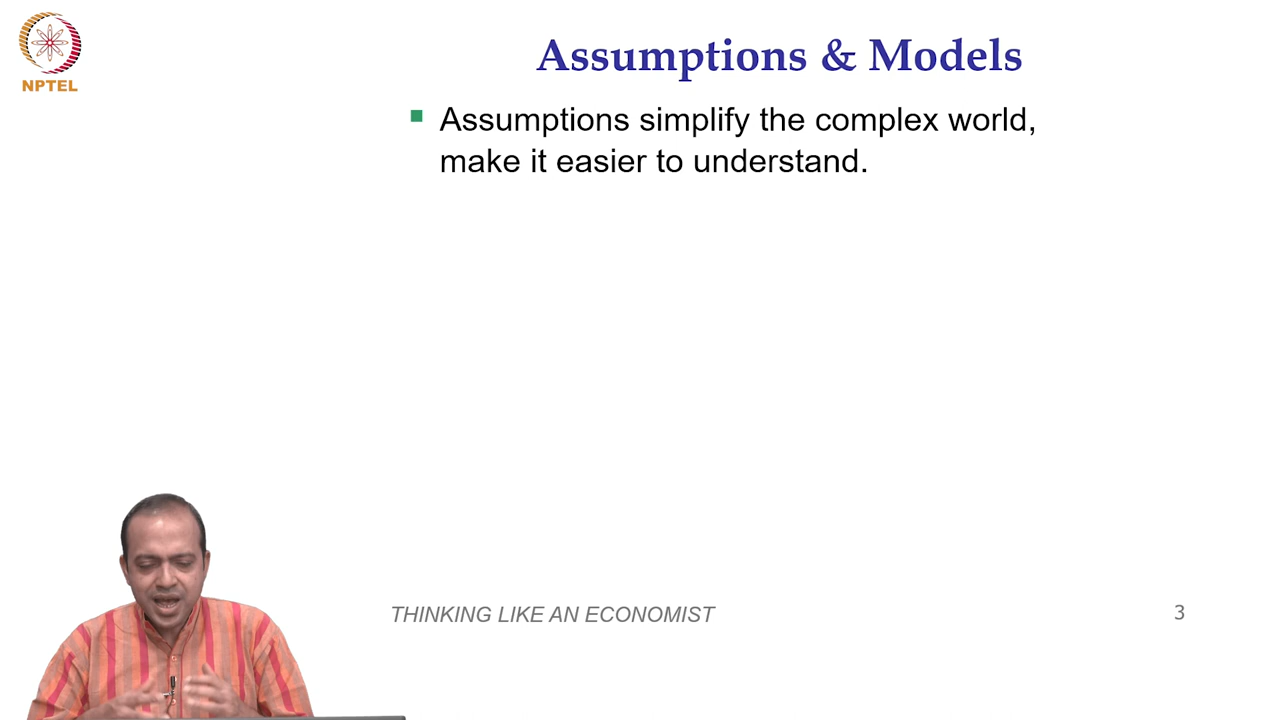 NPTEL
Assumptions & Models
Assumptions simplify the complex world,
make it easier to understand.
THINKING LIKE AN ECONOMIST
3